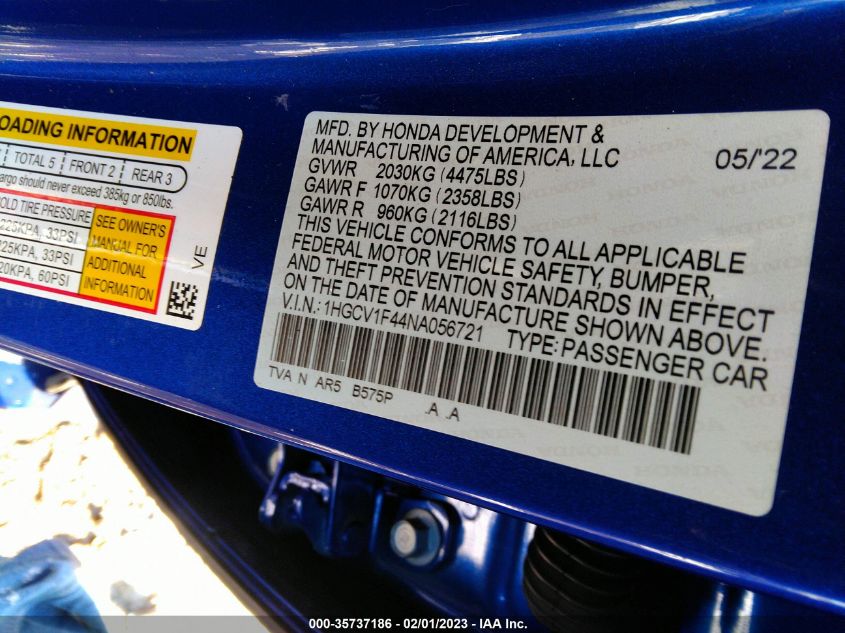 OADING INFORMATION
TOTAL 5 FRONT 2 REAR 3
argo should never exceed 385kg or 850lbs.
OLD TIRE PRESSURE
225KPA, 33PSI
225KPA, 33PSI
20KPA, 60PSI
SEE OWNER'S
MANUAL FOR
ADDITIONAL
INFORMATION
VE
MFD. BY HONDA DEVELOPMENT &
MANUFACTURING OF AMERICA, LLC 05/'22
GVWR 2030KG (4475LBS)
GAWR F 1070KG (2358LBS)
GAWR R 960KG (2116LBS)
THIS VEHICLE CONFORMS TO ALL APPLICABLE
FEDERAL MOTOR VEHICLE SAFETY, BUMPER,
AND THEFT PREVENTION STANDARDS IN EFFECT
ON THE DATE OF MANUFACTURE SHOWN ABOVE.
V.I.N.: 1HGCV1F44NA056721 TYPE: PASSENGER CAR
TVA N AR5 B575P .A .A
000-35737186 - 02/01/2023 - IAA Inc.